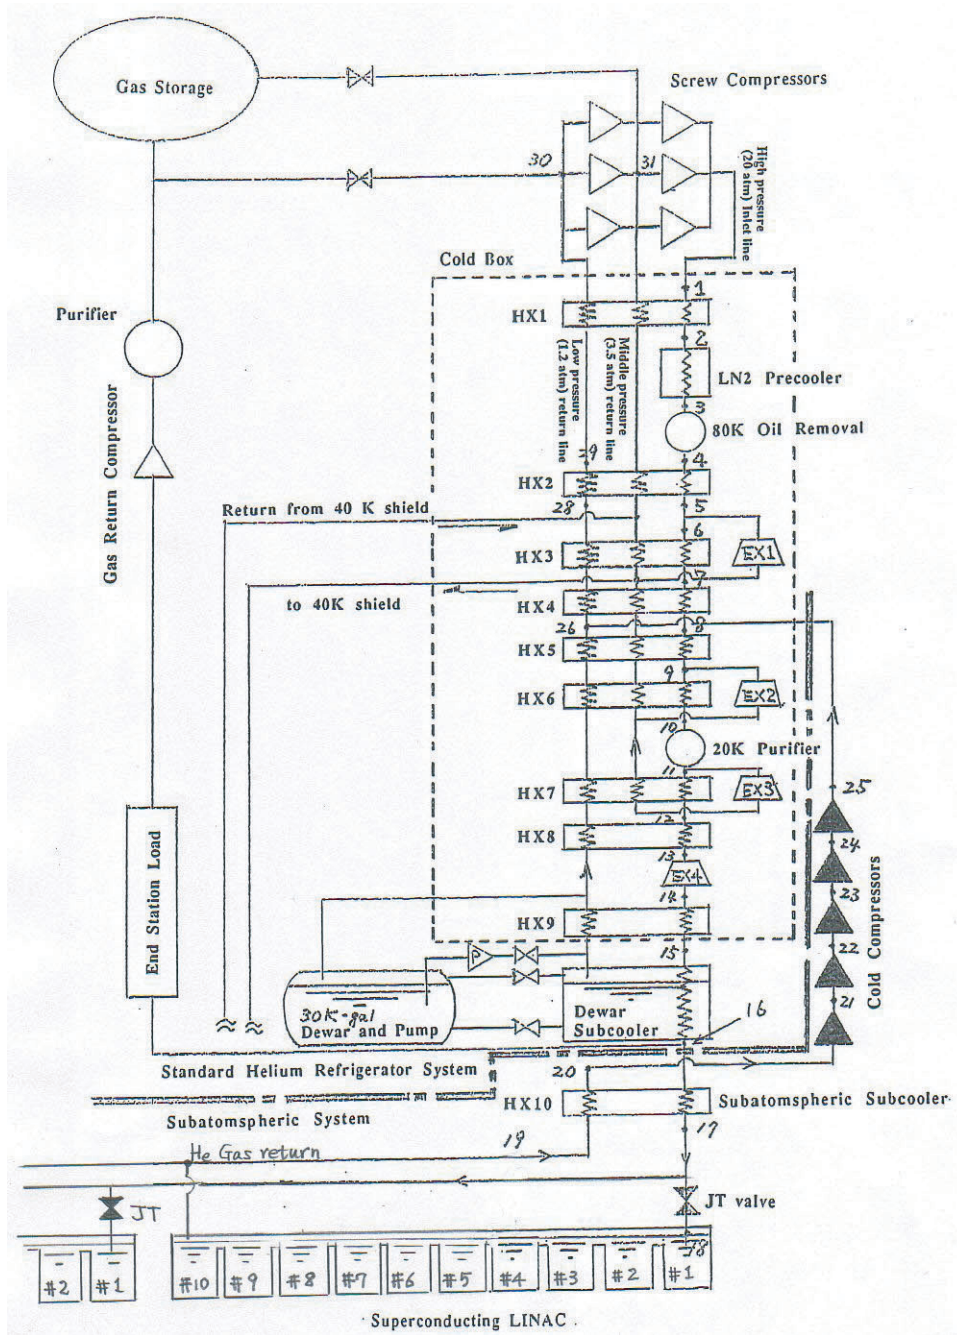 Gas Storage
Screw Compressors
30
31
High pressure
(20 atm) Inlet line
Cold Box
1
HX1
2
Purifier
Low pressure
(1.2 atm) return line
Middle pressure
(3.5 atm) return line
LN2 Precooler
3
80K Oil Removal
Gas Return Compressor
29
4
HX2
5
28
Return from 40 K shield
6
HX3
EX1
7
to 40K shield
HX4
26
8
HX5
9
HX6
EX2
10
20K Purifier
11
HX7
EX3
12
HX8
13
EX4
14
HX9
15
25
24
23
22
21
Cold Compressors
End Station Load
P
30K-gal
Dewar and Pump
Dewar
Subcooler
16
Standard Helium Refrigerator System
20
Subatomspheric System
HX10
Subatomspheric Subcooler
17
19
He Gas return
JT valve
JT
18
#2
#1
#10
#9
#8
#7
#6
#5
#4
#3
#2
#1
Superconducting LINAC